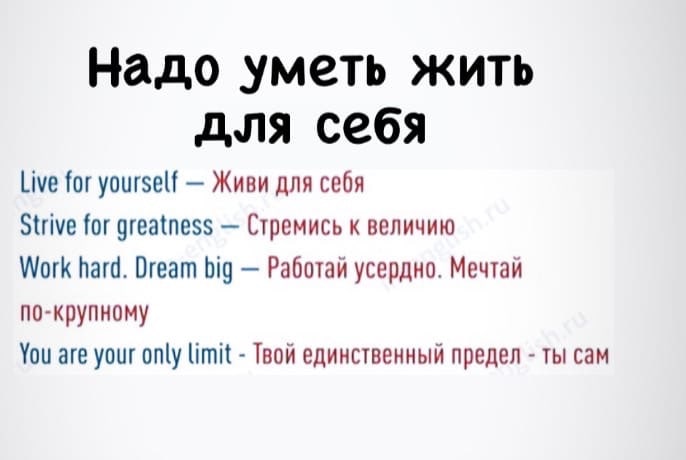 Надо уметь жить
для себя
Live for yourself — Живи для себя
Strive for greatness — Стремись к величию
Work hard. Dream big — Работай усердно. Мечтай
по-крупному
You are your only limit - Твой единственный предел - ты сам